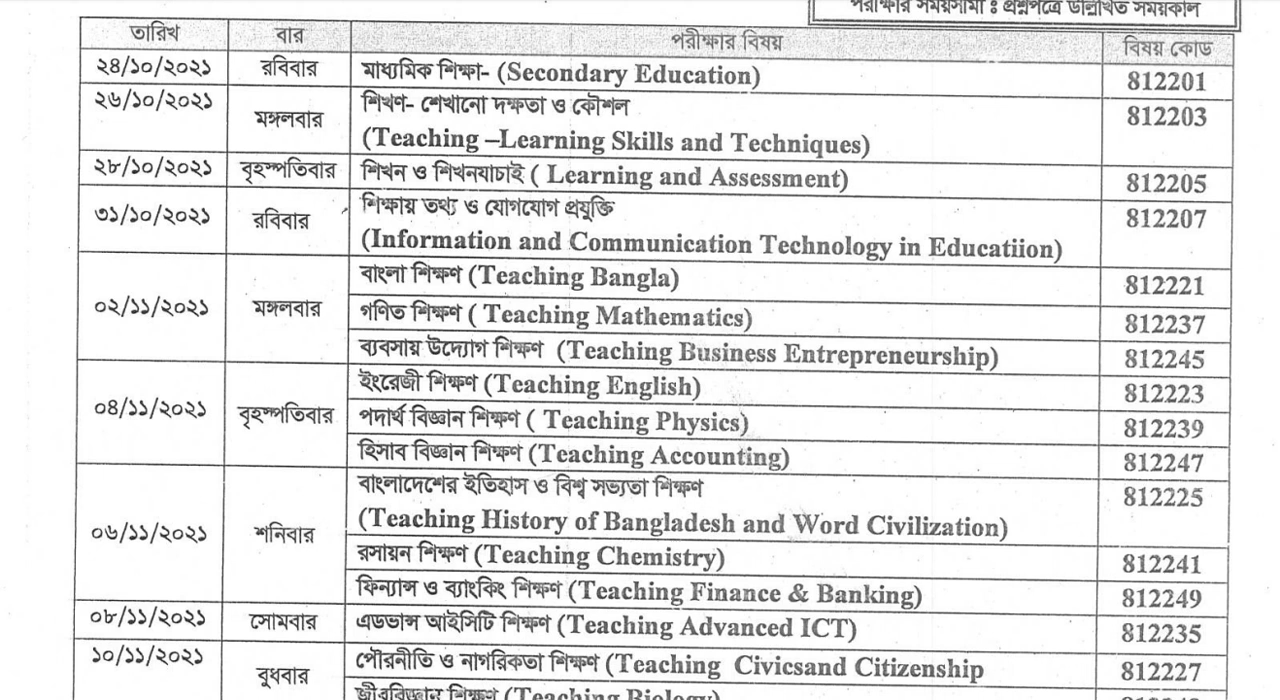 পরীক্ষার সময়সীমা : প্রশ্নপত্রে উল্লিখিত সময়কাল
তারিখ বার পরীক্ষার বিষয় বিষয় কোড
২৪/১০/২০২১ রবিবার মাধ্যমিক শিক্ষা- (Secondary Education) 812201
২৬/১০/২০২১ মঙ্গলবার শিখণ- শেখানো দক্ষতা ও কৌশল 812203
(Teaching –Learning Skills and Techniques)
২৮/১০/২০২১ বৃহস্পতিবার শিখন ও শিখনযাচাই ( Learning and Assessment) 812205
৩১/১০/২০২১ রবিবার শিক্ষায় তথ্য ও যোগযোগ প্রযুক্তি 812207
(Information and Communication Technology in Educatiion)
০২/১১/২০২১ মঙ্গলবার বাংলা শিক্ষণ (Teaching Bangla) 812221
গণিত শিক্ষণ ( Teaching Mathematics) 812237
ব্যবসায় উদ্যোগ শিক্ষণ (Teaching Business Entrepreneurship) 812245
০৪/১১/২০২১ বৃহস্পতিবার ইংরেজী শিক্ষণ (Teaching English) 812223
পদার্থ বিজ্ঞান শিক্ষণ ( Teaching Physics) 812239
হিসাব বিজ্ঞান শিক্ষণ (Teaching Accounting) 812247
০৬/১১/২০২১ শনিবার বাংলাদেশের ইতিহাস ও বিশ্ব সভ্যতা শিক্ষণ 812225
(Teaching History of Bangladesh and Word Civilization)
রসায়ন শিক্ষণ (Teaching Chemistry) 812241
ফিন্যান্স ও ব্যাংকিং শিক্ষণ (Teaching Finance & Banking) 812249
০৮/১১/২০২১ সোমবার এডভান্স আইসিটি শিক্ষণ (Teaching Advanced ICT) 812235
১০/১১/২০২১ বুধবার পৌরনীতি ও নাগরিকতা শিক্ষণ (Teaching Civicsand Citizenship 812227
জীববিজ্ঞান শিক্ষণ (Teaching Biology)